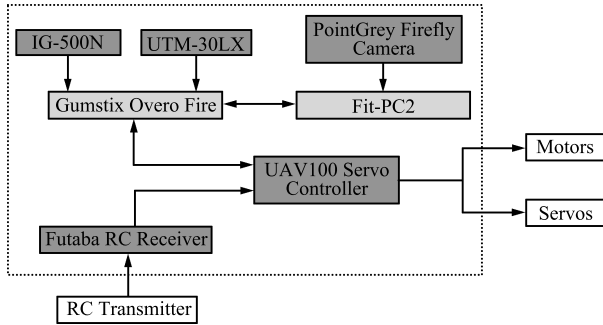 IG-500N
UTM-30LX
PointGrey Firefly
Camera
Gumstix Overo Fire
Fit-PC2
Motors
UAV100 Servo
Controller
Servos
Futaba RC Receiver
RC Transmitter